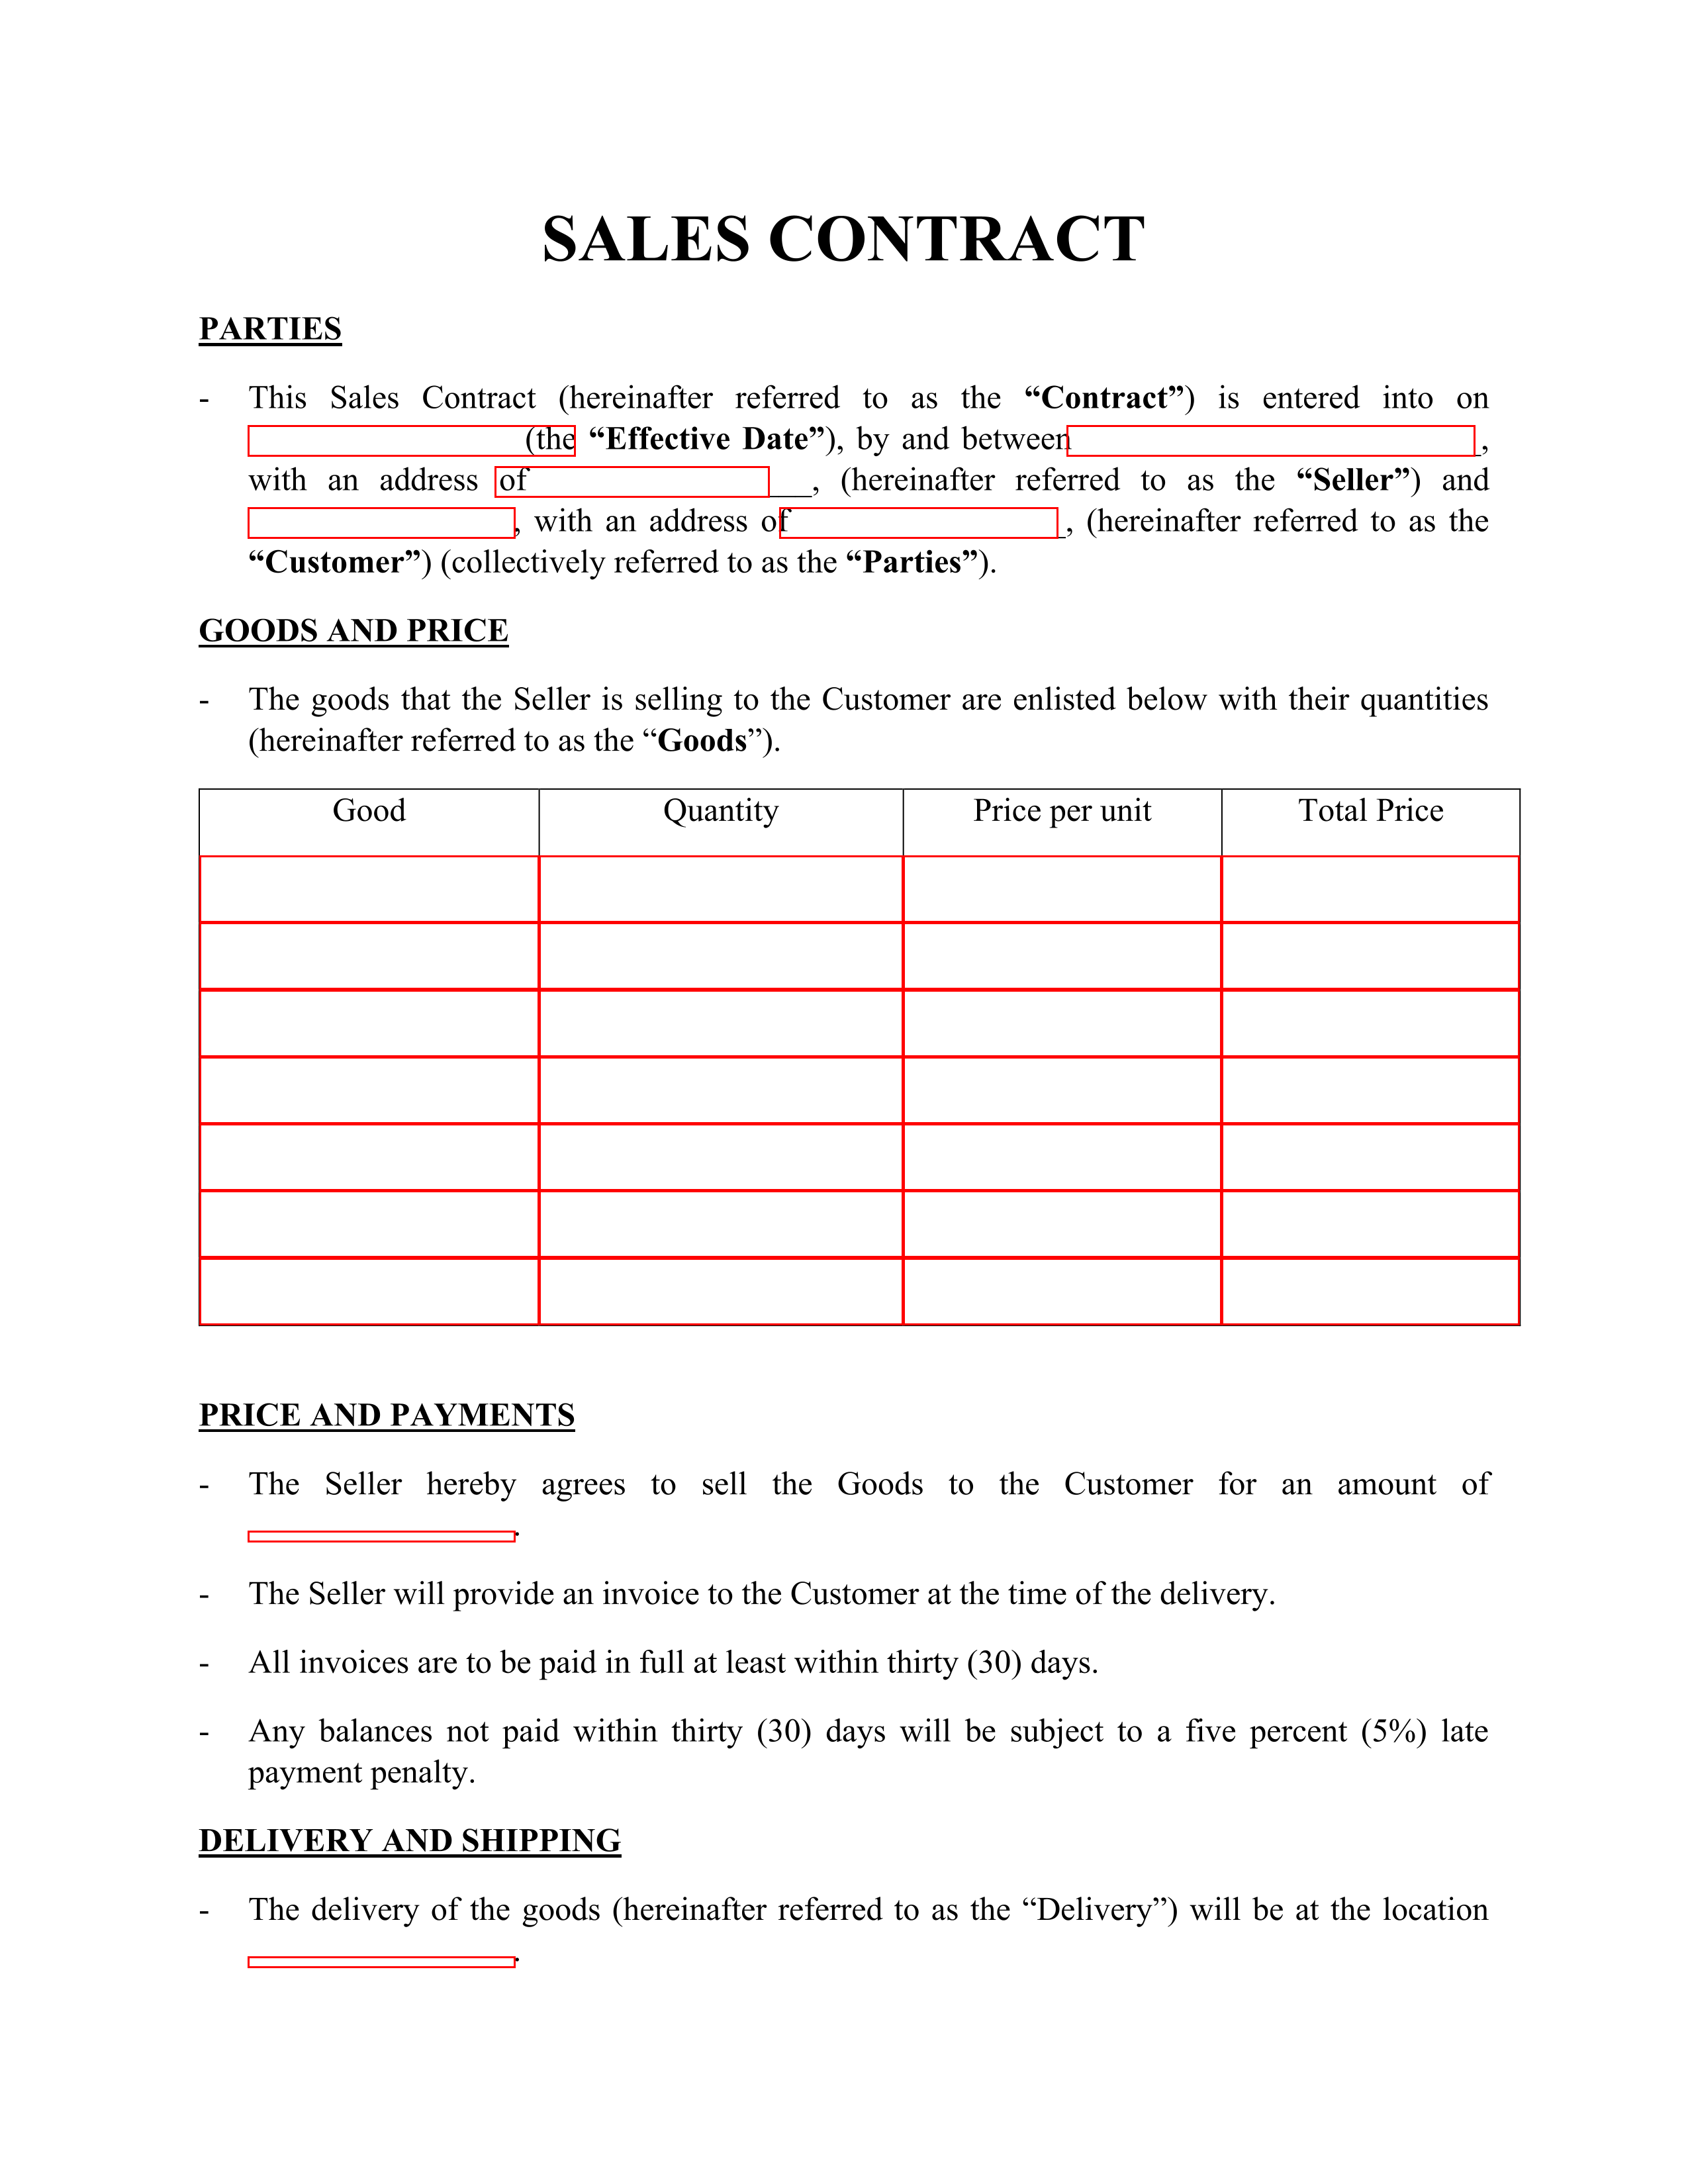 SALES CONTRACT
PARTIES
- This Sales Contract (hereinafter referred to as the “Contract”) is entered into on
(the “Effective Date”), by and between _,
with an address of ___, (hereinafter referred to as the “Seller”) and
, with an address of _, (hereinafter referred to as the
“Customer”) (collectively referred to as the “Parties”).
GOODS AND PRICE
- The goods that the Seller is selling to the Customer are enlisted below with their quantities
(hereinafter referred to as the “Goods”).
Good Quantity Price per unit Total Price
PRICE AND PAYMENTS
- The Seller hereby agrees to sell the Goods to the Customer for an amount of
.
- The Seller will provide an invoice to the Customer at the time of the delivery.
- All invoices are to be paid in full at least within thirty (30) days.
- Any balances not paid within thirty (30) days will be subject to a five percent (5%) late
payment penalty.
DELIVERY AND SHIPPING
- The delivery of the goods (hereinafter referred to as the “Delivery”) will be at the location
.